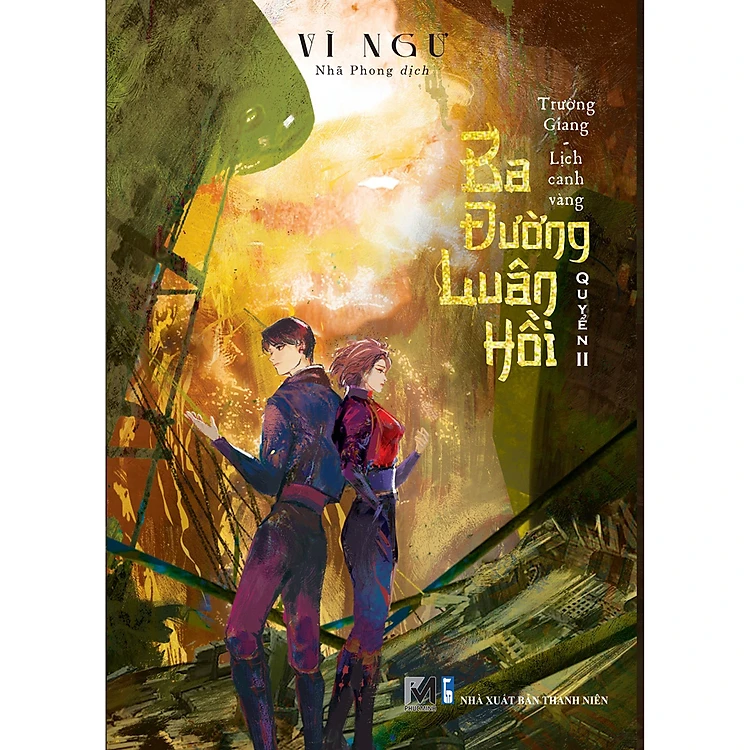 VĨ NGƯ
Nhã Phong dịch
Trường
Giang
-
Lịch
canh
vàng
Ba
Đường
Luân
Hồi
QUYỂN II
PHUCMINH
NHÀ XUẤT BẢN THANH NIÊN